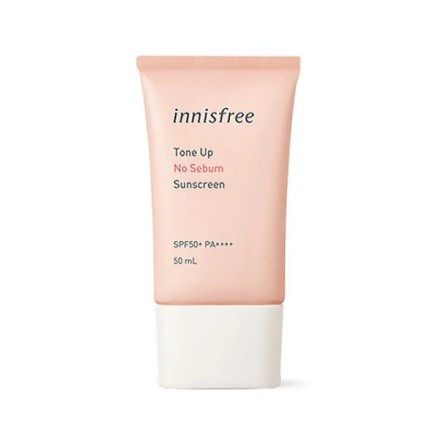 innisfree
Tone Up
No Sebum
Sunscreen
SPF50+ PA++++
50 mL